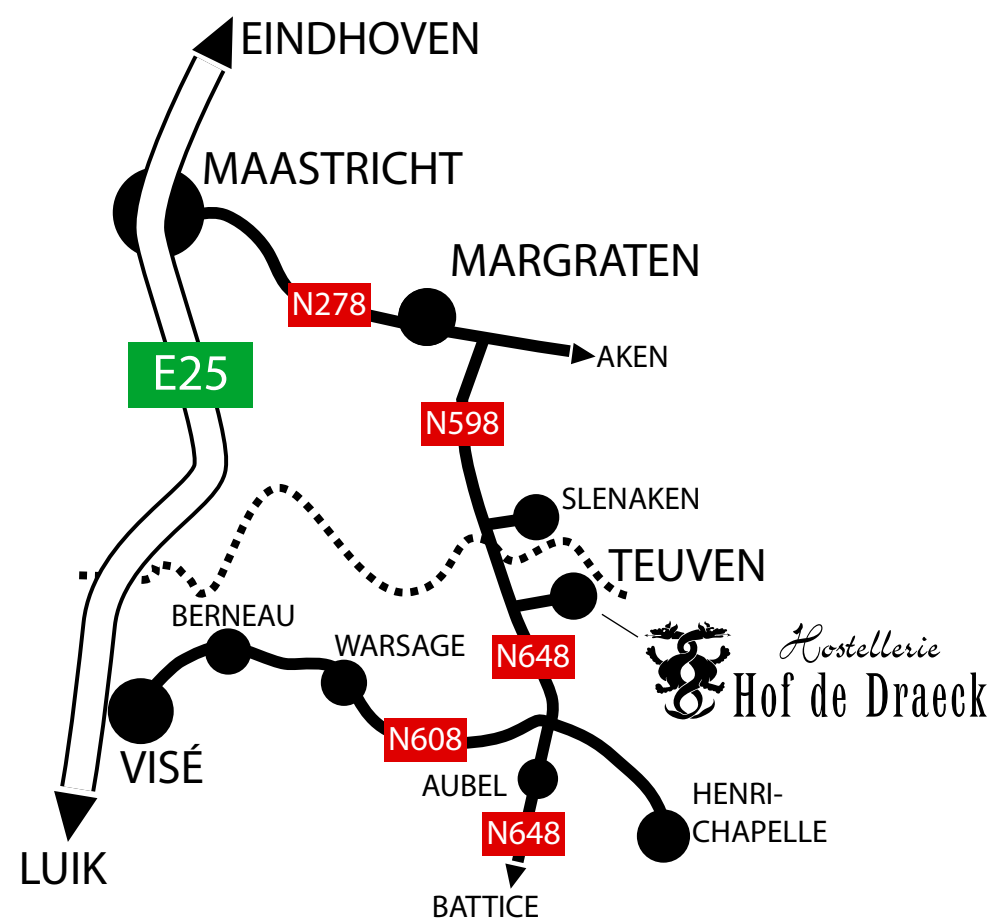 EINDHOVEN
MAASTRICHT
MARGRATEN
N278
AKEN
E25
N598
SLENAKEN
TEUVEN
BERNEAU
WARSAGE
N648
Hostellerie
Hof de Draeck
N608
VISÉ
AUBEL
HENRI-
CHAPELLE
N648
LUIK
BATTICE